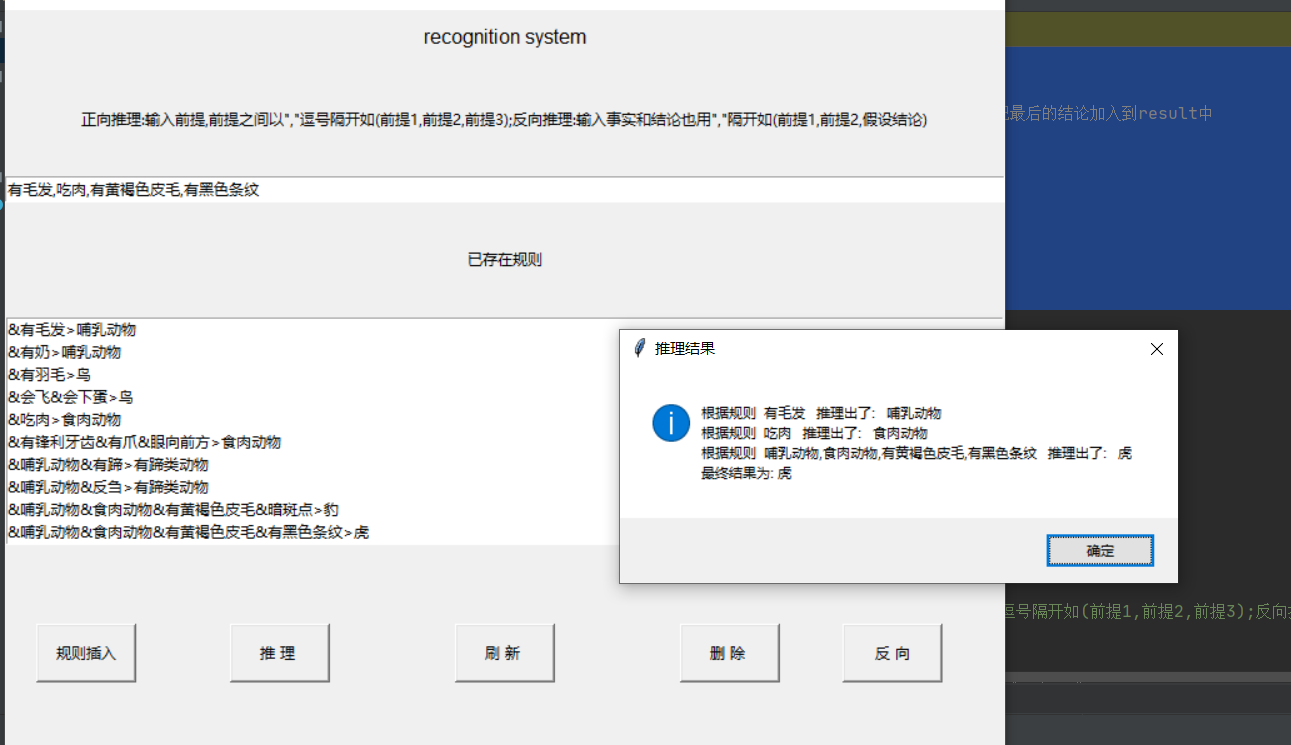 recognition system
正向推理:输入前提,前提之间以","逗号隔开如(前提1,前提2,前提3);反向推理:输入事实和结论也用","隔开如(前提1,前提2,假设结论)
最后的结论加入到result中
有毛发,吃肉,有黄褐色皮毛,有黑色条纹
已存在规则
&有毛发>哺乳动物
&有奶>哺乳动物
&有羽毛>鸟
&会飞&会下蛋>鸟
&吃肉>食肉动物
&有锋利牙齿&有爪&眼向前方>食肉动物
&哺乳动物&有蹄>有蹄类动物
&哺乳动物&反刍>有蹄类动物
&哺乳动物&食肉动物&有黄褐色皮毛&暗斑点>豹
&哺乳动物&食肉动物&有黄褐色皮毛&有黑色条纹>虎
推理结果
根据规则 有毛发 推理出了: 哺乳动物
根据规则 吃肉 推理出了: 食肉动物
根据规则 哺乳动物,食肉动物,有黄褐色皮毛,有黑色条纹 推理出了: 虎
最终结果为: 虎
确定
逗号隔开如(前提1,前提2,前提3);反向
规则插入
推 理
刷 新
删 除
反 向